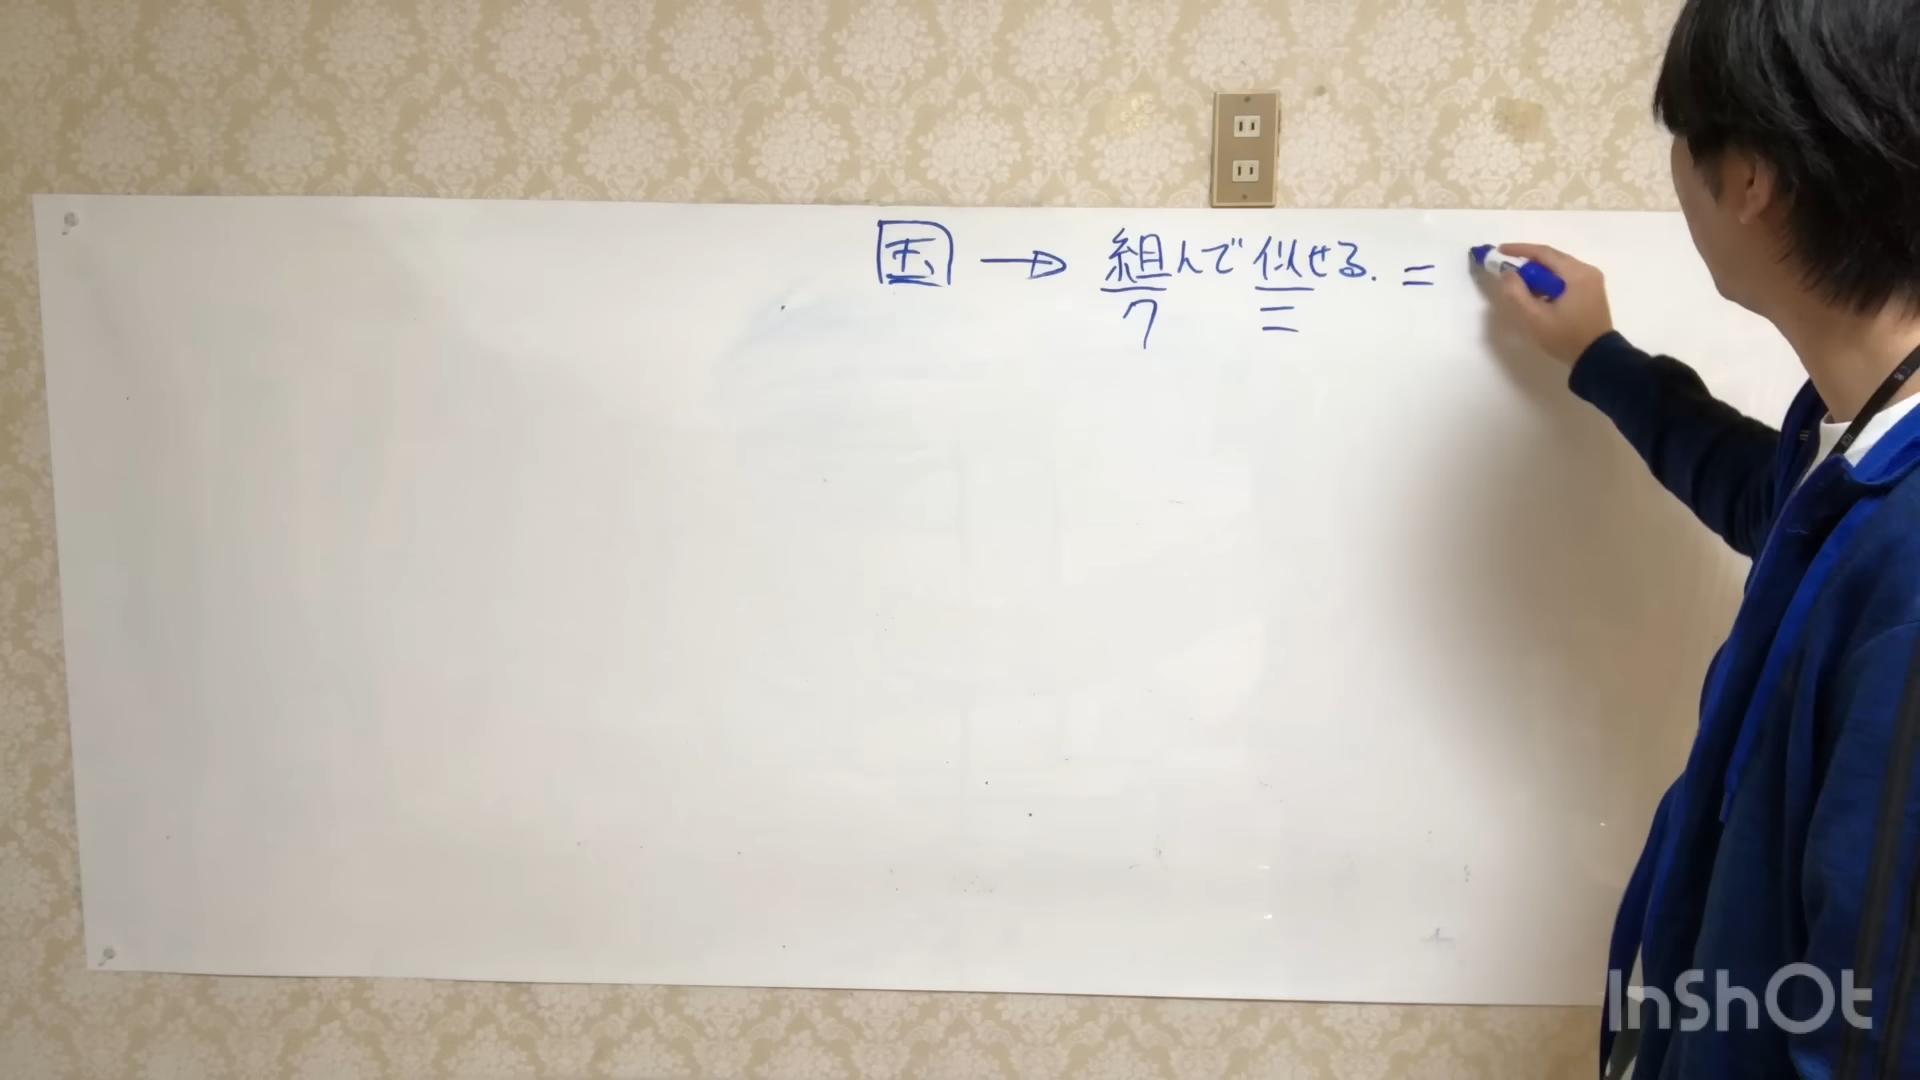 国 → 組んで似せる. =
ク ニ
InShOt